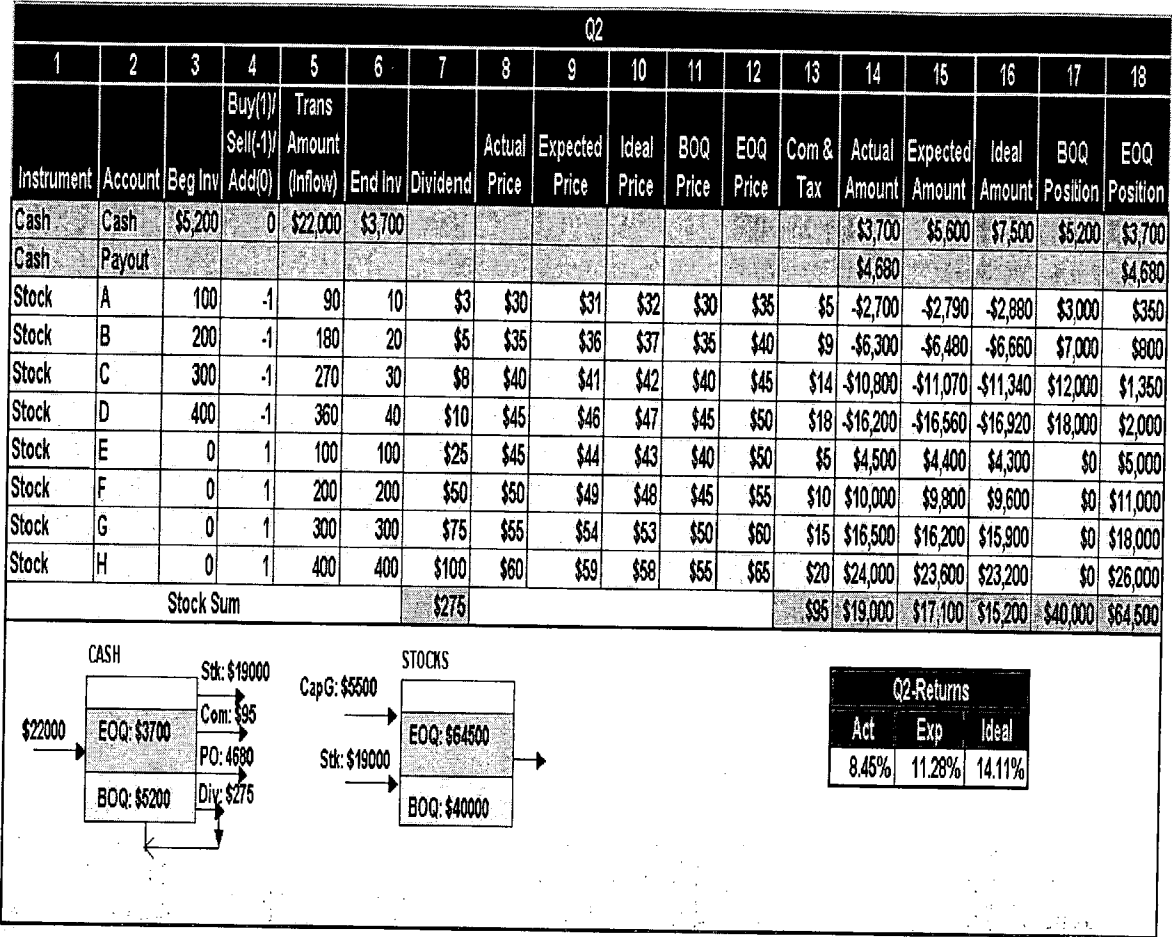 Q2
1 2 3 4 5 6 7 8 9 10 11 12 13 14 15 16 17 18
Buy(1)/ Trans
Sell(-1)/ Amount Actual Expected Ideal BOQ EOQ Com & Actual Expected Ideal BOQ EOQ
Instrument Account Beg Inv Add(0) (Inflow) End Inv Dividend Price Price Price Price Price Tax Amount Amount Amount Position Position
Cash Cash $5,200 0 $22,000 $3,700 $3,700 $5,600 $7,500 $5,200 $3,700
Cash Payout $4,680 $4,680
Stock A 100 -1 90 10 $3 $30 $31 $32 $30 $35 $5 -$2,700 -$2,790 -$2,880 $3,000 $350
Stock B 200 -1 180 20 $5 $35 $36 $37 $35 $40 $9 -$6,300 -$6,480 -$6,660 $7,000 $800
Stock C 300 -1 270 30 $8 $40 $41 $42 $40 $45 $14 -$10,800 -$11,070 -$11,340 $12,000 $1,350
Stock D 400 -1 360 40 $10 $45 $46 $47 $45 $50 $18 -$16,200 -$16,560 -$16,920 $18,000 $2,000
Stock E 0 1 100 100 $25 $45 $44 $43 $40 $50 $5 $4,500 $4,400 $4,300 $0 $5,000
Stock F 0 1 200 200 $50 $50 $49 $48 $45 $55 $10 $10,000 $9,800 $9,600 $0 $11,000
Stock G 0 1 300 300 $75 $55 $54 $53 $50 $60 $15 $16,500 $16,200 $15,900 $0 $18,000
Stock H 0 1 400 400 $100 $60 $59 $58 $55 $65 $20 $24,000 $23,600 $23,200 $0 $26,000
Stock Sum $275 $95 $19,000 $17,100 $15,200 $40,000 $64,500
CASH
$22000
EOQ: $3700
BOQ: $5200
Stk: $19000
Com: $95
PO: 4680
Div: $275
STOCKS
CapG: $5500
Stk: $19000
EOQ: $64500
BOQ: $40000
Q2-Returns
Act Exp Ideal
8.45% 11.28% 14.11%